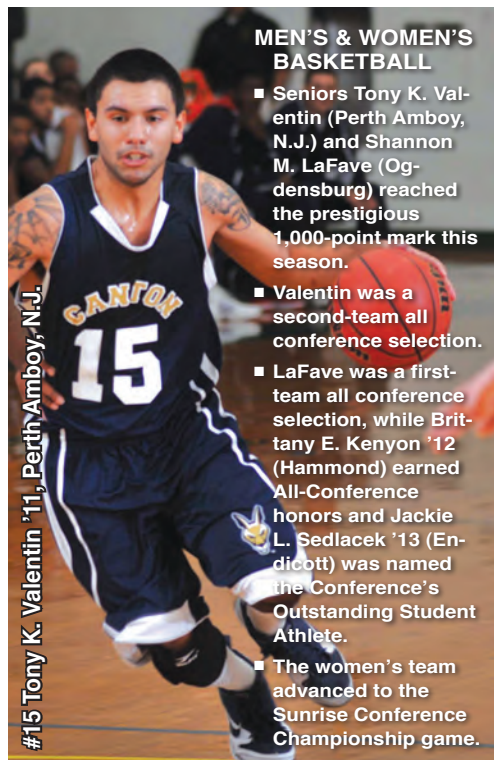 MEN'S & WOMEN'S
BASKETBALL
■ Seniors Tony K. Val-
entin (Perth Amboy,
N.J.) and Shannon
M. LaFave (Og-
densburg) reached
the prestigious
1,000-point mark this
season.
■ Valentin was a
second-team all
conference selection.
■ LaFave was a first-
team all conference
selection, while Brit-
tany E. Kenyon ’12
(Hammond) earned
All-Conference
honors and Jackie
L. Sedlacek ’13 (En-
dicott) was named
the Conference’s
Outstanding Student
Athlete.
■ The women’s team
advanced to the
Sunrise Conference
Championship game.
#15 Tony K. Valentin ’11, Perth Amboy, N.J.
CANTON
15